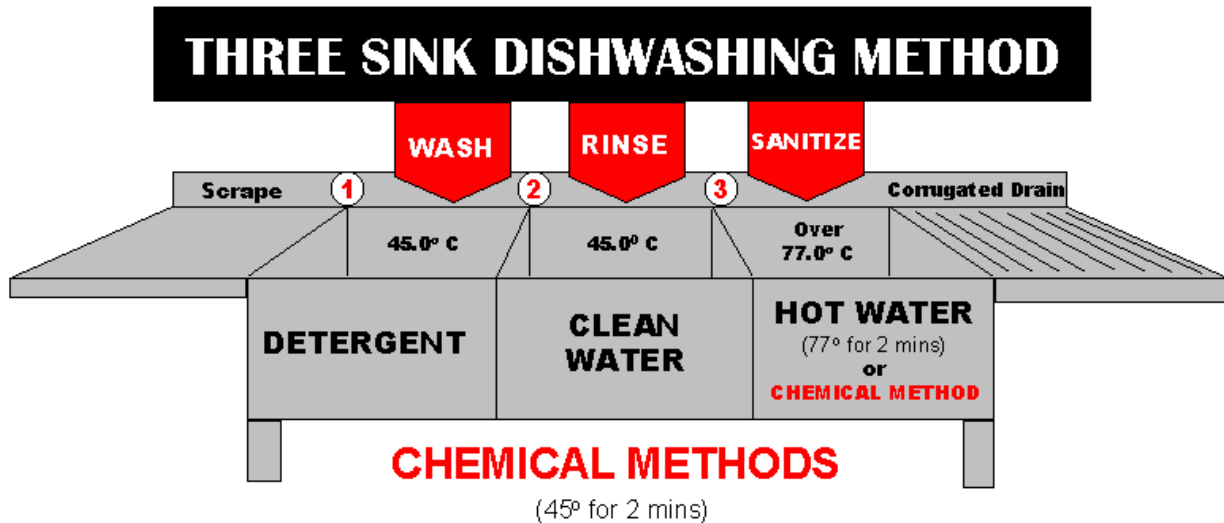 THREE SINK DISHWASHING METHOD
WASH
RINSE
SANITIZE
Scrape
1
2
3
Corrugated Drain
45.0º C
45.0⁰ C
Over
77.0º C
DETERGENT
CLEAN
WATER
HOT WATER
(77º for 2 mins)
or
CHEMICAL METHOD
CHEMICAL METHODS
(45º for 2 mins)